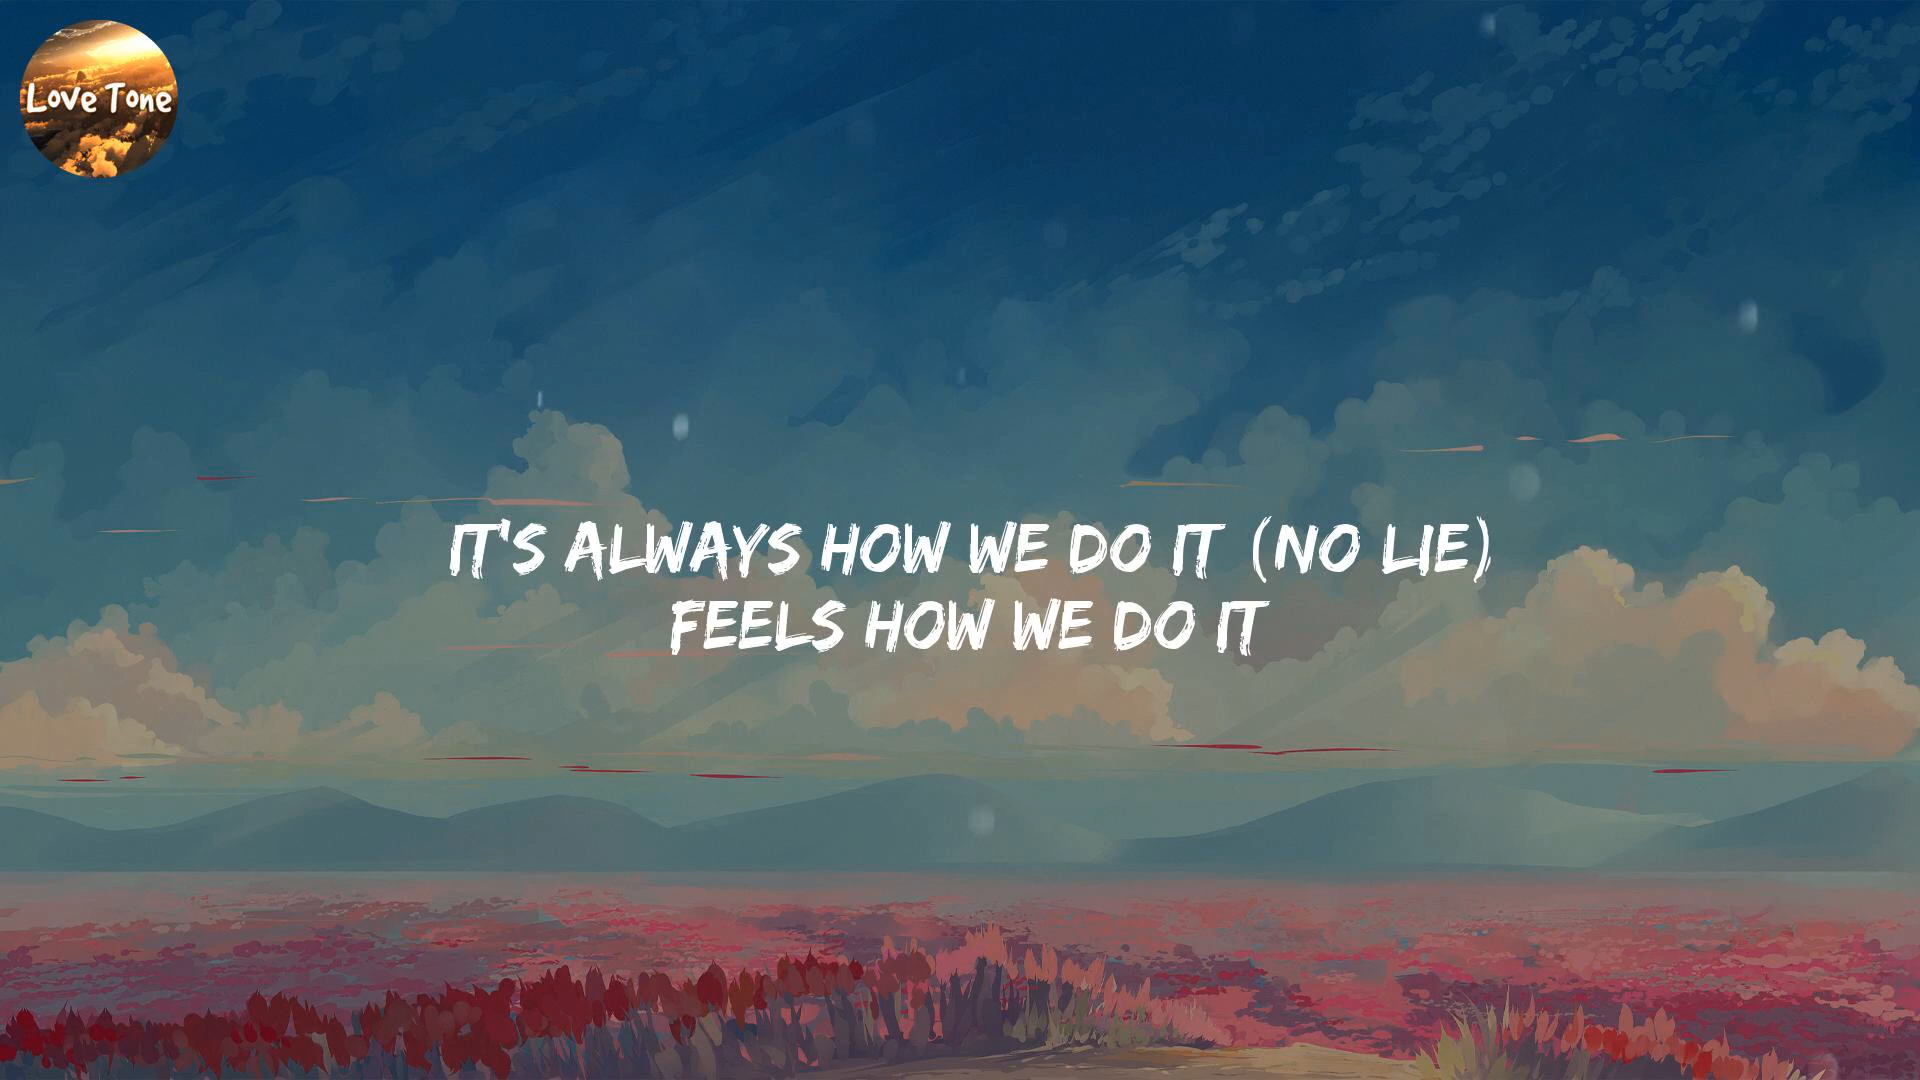 Love Tone
IT'S ALWAYS HOW WE DO IT (NO LIE)
FEELS HOW WE DO IT